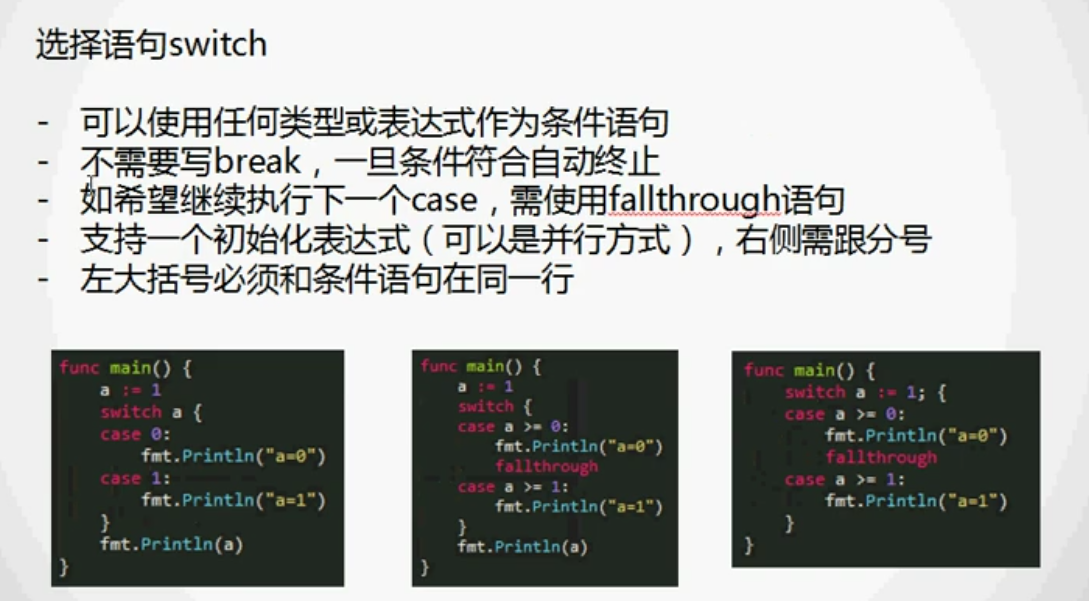 选择语句switch
- 可以使用任何类型或表达式作为条件语句
- 不需要写break，一旦条件符合自动终止
- 如希望继续执行下一个case，需使用fallthrough语句
- 支持一个初始化表达式（可以是并行方式），右侧需跟分号
- 左大括号必须和条件语句在同一行
func main() {
    a := 1
    switch a {
    case 0:
        fmt.Println("a=0")
    case 1:
        fmt.Println("a=1")
    }
    fmt.Println(a)
}
func main() {
    a := 1
    switch {
    case a >= 0:
        fmt.Println("a=0")
        fallthrough
    case a >= 1:
        fmt.Println("a=1")
    }
    fmt.Println(a)
}
func main() {
    switch a := 1; {
    case a >= 0:
        fmt.Println("a=0")
        fallthrough
    case a >= 1:
        fmt.Println("a=1")
    }
}